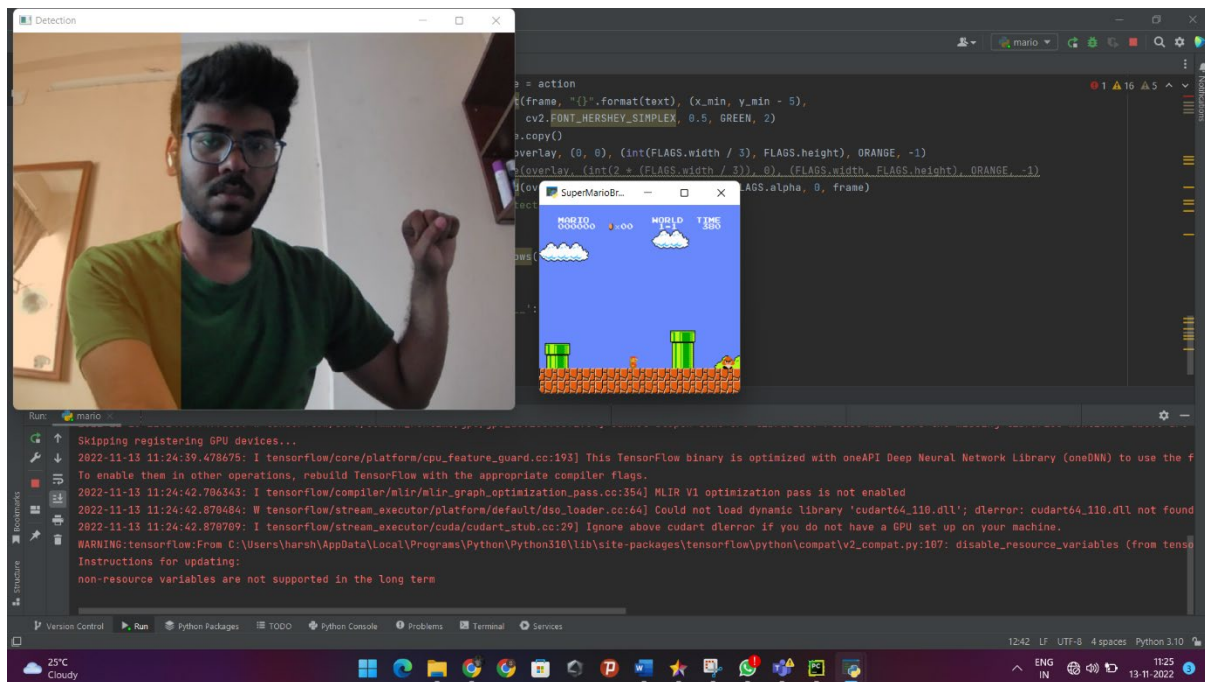 Detection
mario
= action
(frame, "{}".format(text), (x_min, y_min - 5),
cv2.FONT_HERSHEY_SIMPLEX, 0.5, GREEN, 2)
.copy()
overlay, (0, 0), (int(FLAGS.width / 3), FLAGS.height), ORANGE, -1)
(overlay, (int(2 * (FLAGS.width / 3)), 0), (FLAGS.width, FLAGS.height), ORANGE, -1)
LAGS.alpha, 0, frame)
1 16 5
Notifications
SuperMarioBr...
MARIO WORLD TIME
000000 ×00 1-1 380
Run: mario
Skipping registering GPU devices...
2022-11-13 11:24:39.478675: I tensorflow/core/platform/cpu_feature_guard.cc:193] This TensorFlow binary is optimized with oneAPI Deep Neural Network Library (oneDNN) to use the f
To enable them in other operations, rebuild TensorFlow with the appropriate compiler flags.
2022-11-13 11:24:42.706343: I tensorflow/compiler/mlir/mlir_graph_optimization_pass.cc:354] MLIR V1 optimization pass is not enabled
2022-11-13 11:24:42.870484: W tensorflow/stream_executor/platform/default/dso_loader.cc:64] Could not load dynamic library 'cudart64_110.dll'; dlerror: cudart64_110.dll not found
2022-11-13 11:24:42.870709: I tensorflow/stream_executor/cuda/cudart_stub.cc:29] Ignore above cudart dlerror if you do not have a GPU set up on your machine.
WARNING:tensorflow:From C:\Users\harsh\AppData\Local\Programs\Python\Python310\lib\site-packages\tensorflow\python\compat\v2_compat.py:107: disable_resource_variables (from tenso
Instructions for updating:
non-resource variables are not supported in the long term
Bookmarks
Structure
Version Control Run Python Packages TODO Python Console Problems Terminal Services
12:42 LF UTF-8 4 spaces Python 3.10
25°C
Cloudy
ENG
IN
11:25
13-11-2022
3